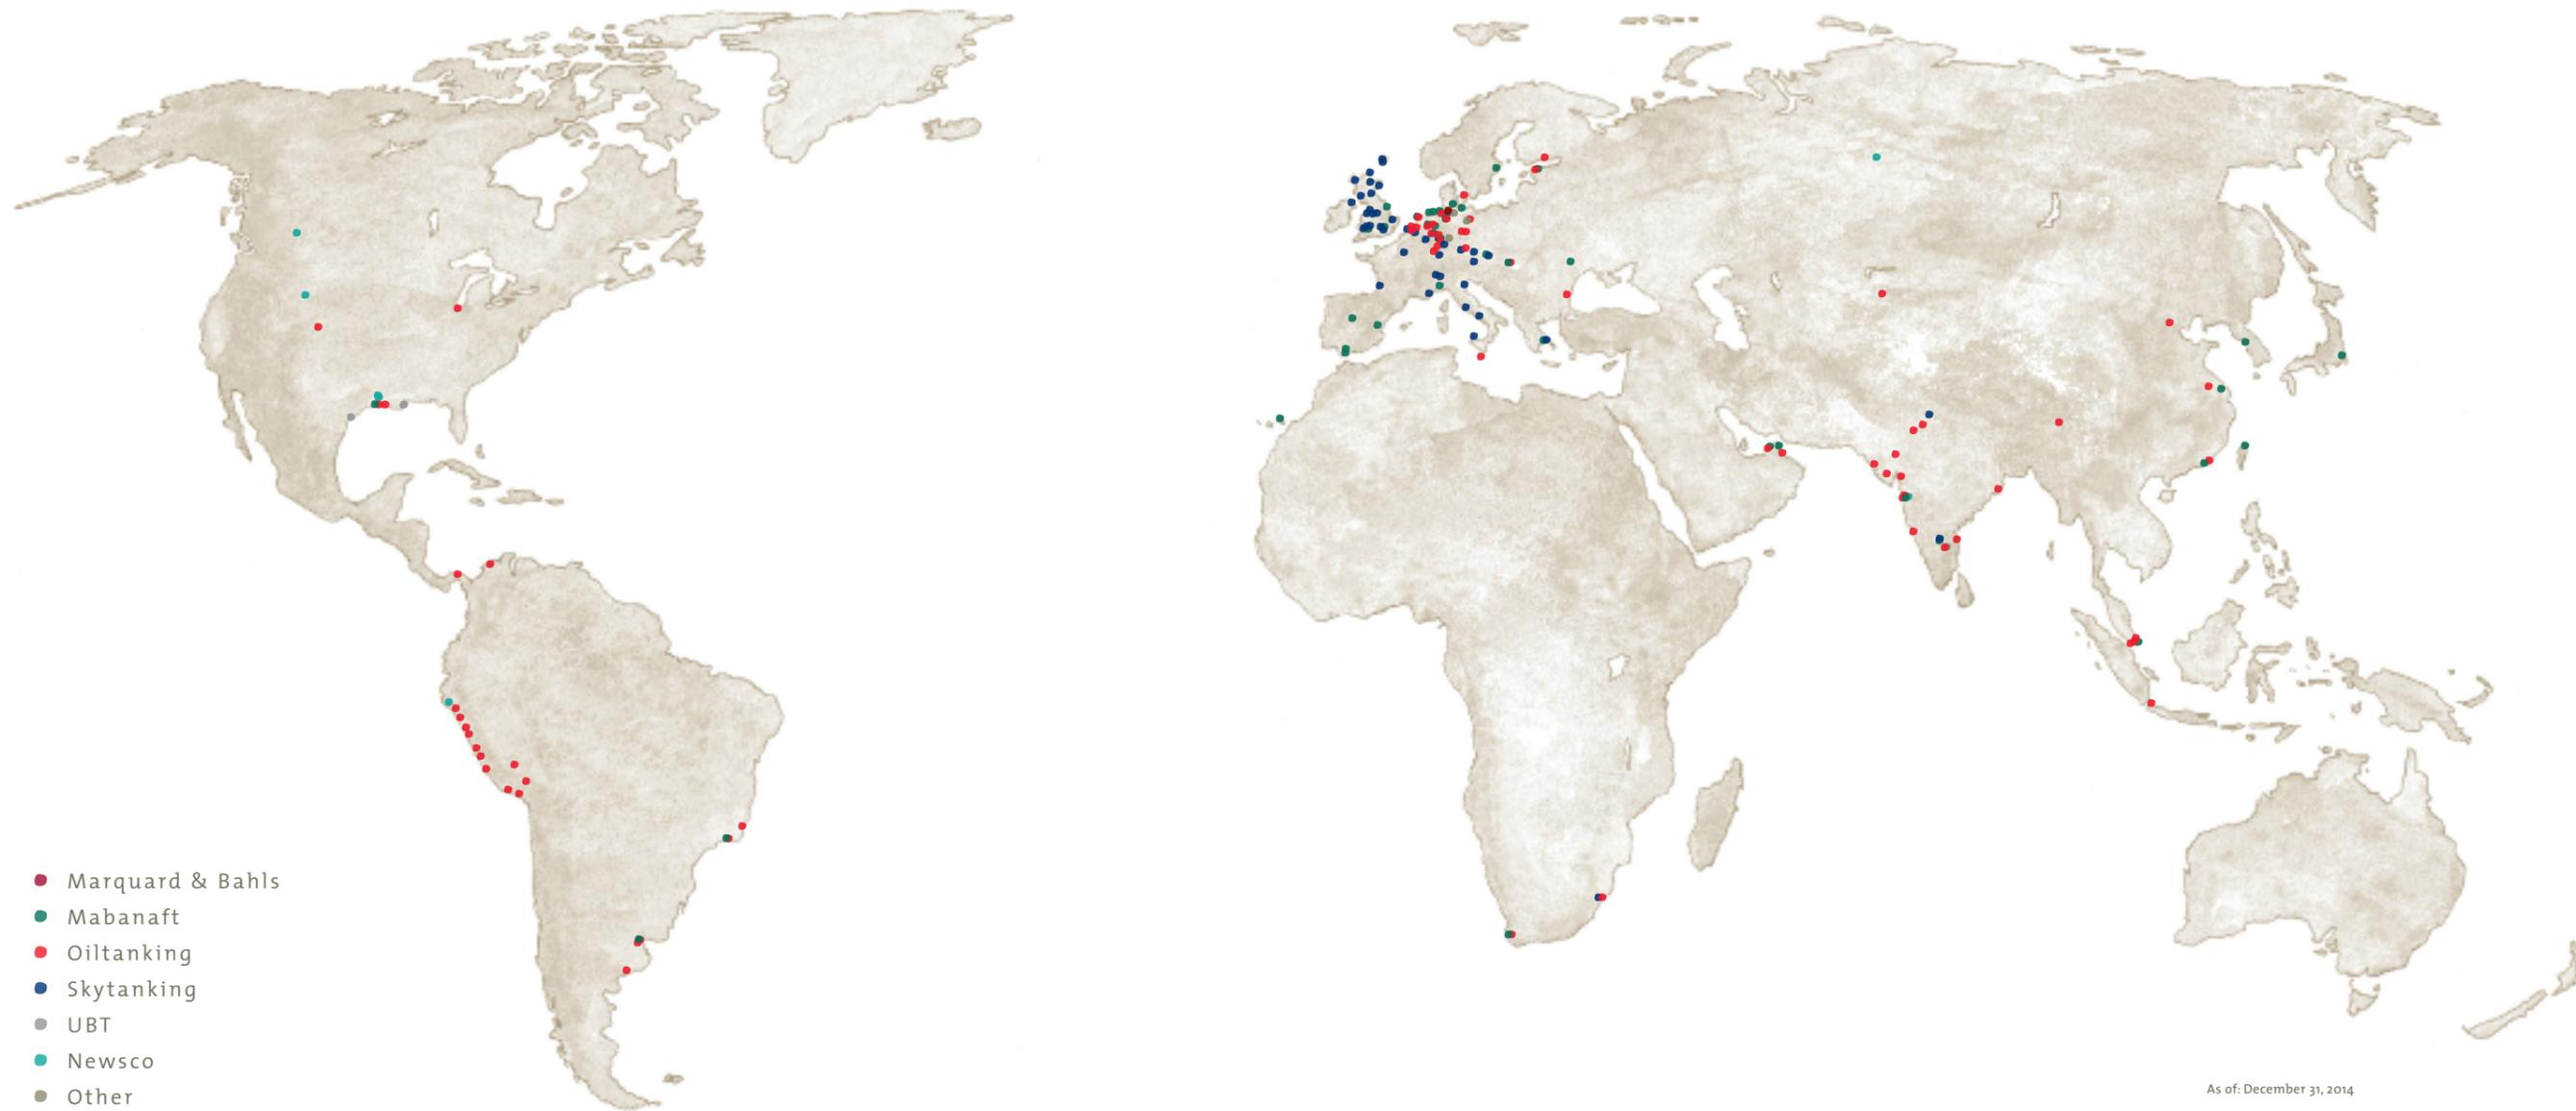 Marquard & Bahls
Mabanaft
Oiltanking
Skytanking
UBT
Newsco
Other
As of: December 31, 2014